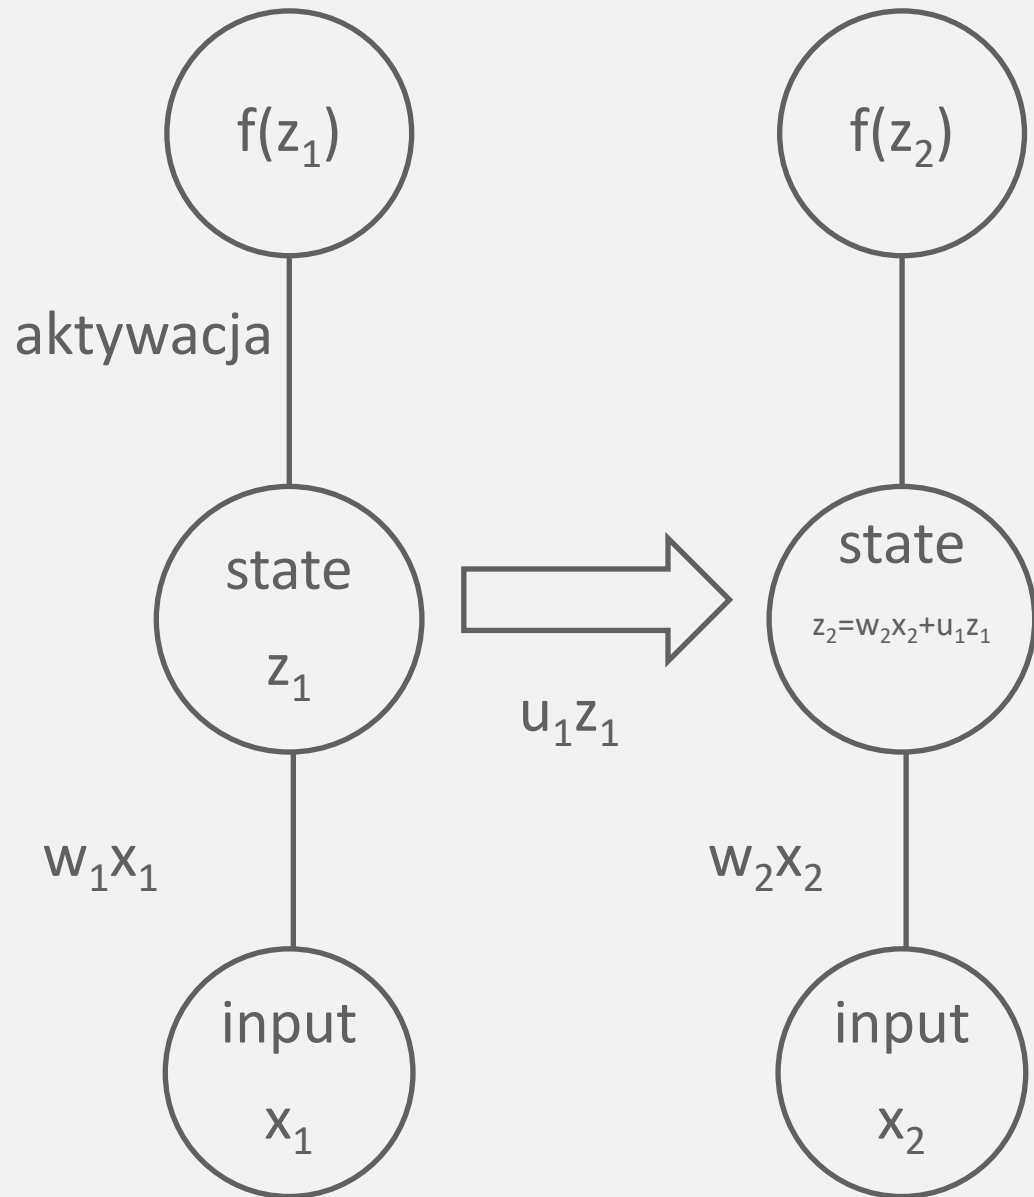 f(z₁)
f(z₂)
aktywacja
state
z₁
state
z₂=w₂x₂+u₁z₁
u₁z₁
w₁x₁
w₂x₂
input
x₁
input
x₂